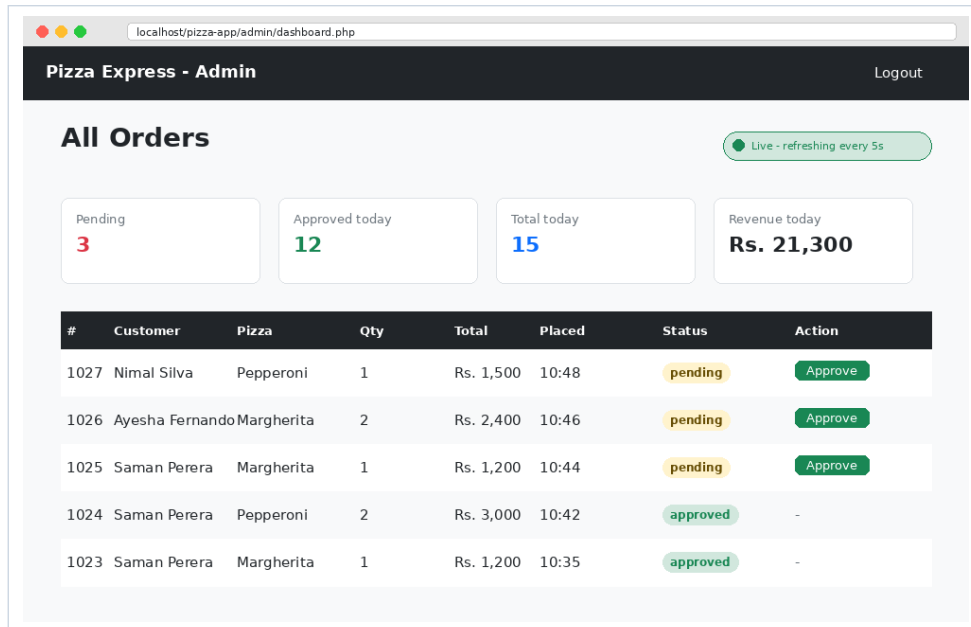 localhost/pizza-app/admin/dashboard.php
Pizza Express - Admin Logout
All Orders
Live - refreshing every 5s
Pending Approved today Total today Revenue today
3 12 15 Rs. 21,300
# Customer Pizza Qty Total Placed Status Action
1027 Nimal Silva Pepperoni 1 Rs. 1,500 10:48 pending Approve
1026 Ayesha Fernando Margherita 2 Rs. 2,400 10:46 pending Approve
1025 Saman Perera Margherita 1 Rs. 1,200 10:44 pending Approve
1024 Saman Perera Pepperoni 2 Rs. 3,000 10:42 approved -
1023 Saman Perera Margherita 1 Rs. 1,200 10:35 approved -